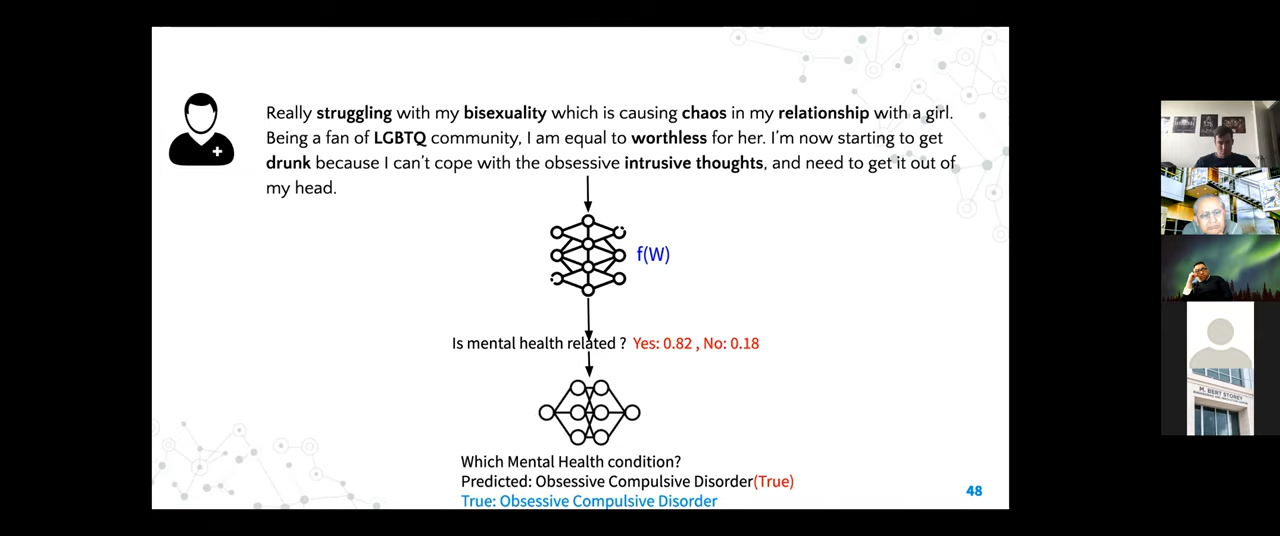 Really struggling with my bisexuality which is causing chaos in my relationship with a girl.
Being a fan of LGBTQ community, I am equal to worthless for her. I'm now starting to get
drunk because I can't cope with the obsessive intrusive thoughts, and need to get it out of
my head.
f(W)
Is mental health related ? Yes: 0.82 , No: 0.18
Which Mental Health condition?
Predicted: Obsessive Compulsive Disorder(True)
True: Obsessive Compulsive Disorder
48
M. BERT STOREY